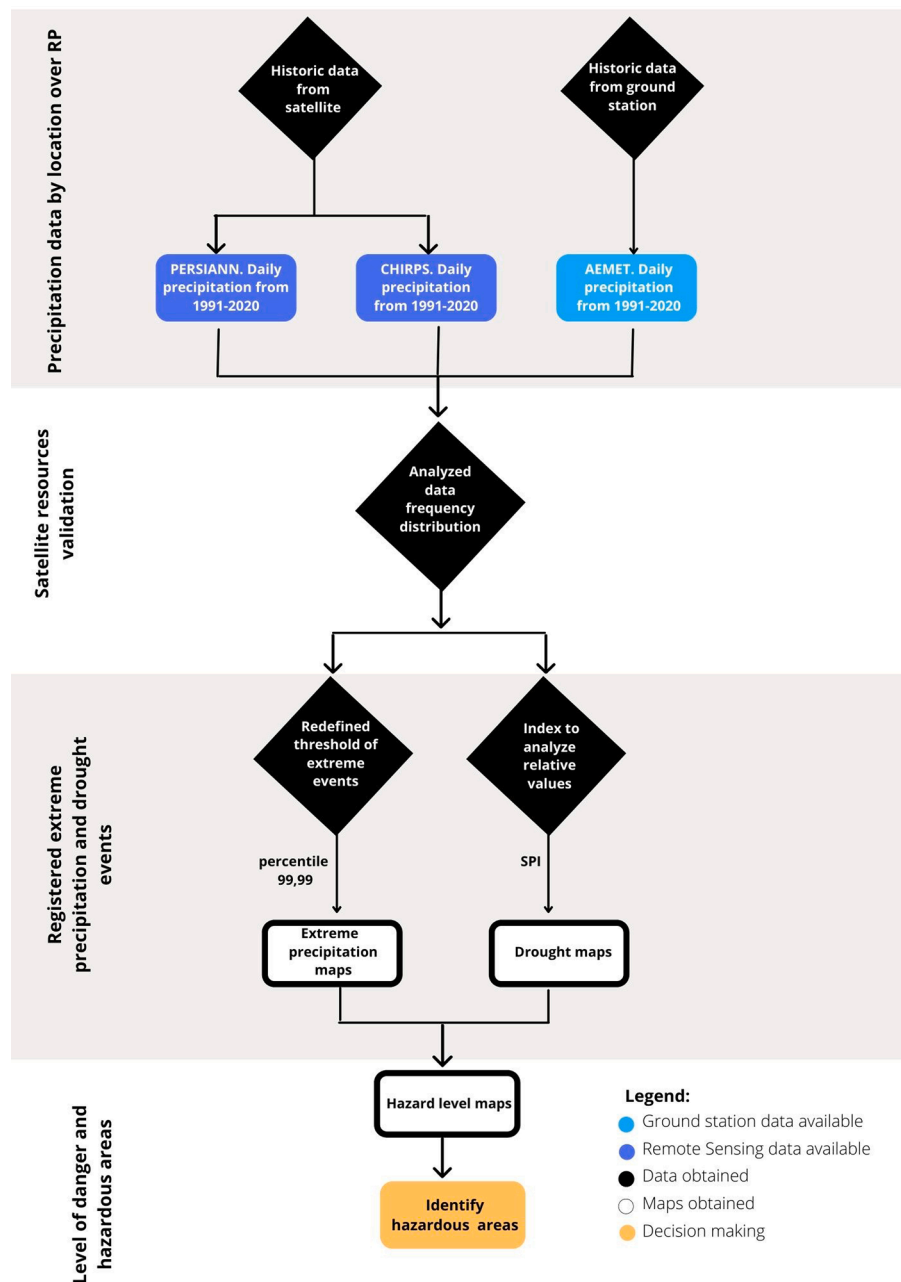 Precipitation data by location over RP
Historic data
from
satellite
Historic data
from ground
station
PERSIANN. Daily
precipitation from
1991-2020
CHIRPS. Daily
precipitation
from 1991-2020
AEMET. Daily
precipitation
from 1991-2020
Satellite resources
validation
Analyzed
data
frequency
distribution
Registered extreme
precipitation and drought
events
Redefined
threshold of
extreme
events
Index to
analyze
relative
values
percentile
99,99
SPI
Extreme
precipitation
maps
Drought maps
Level of danger and
hazardous areas
Hazard level maps
Identify
hazardous areas
Legend:
Ground station data available
Remote Sensing data available
Data obtained
Maps obtained
Decision making